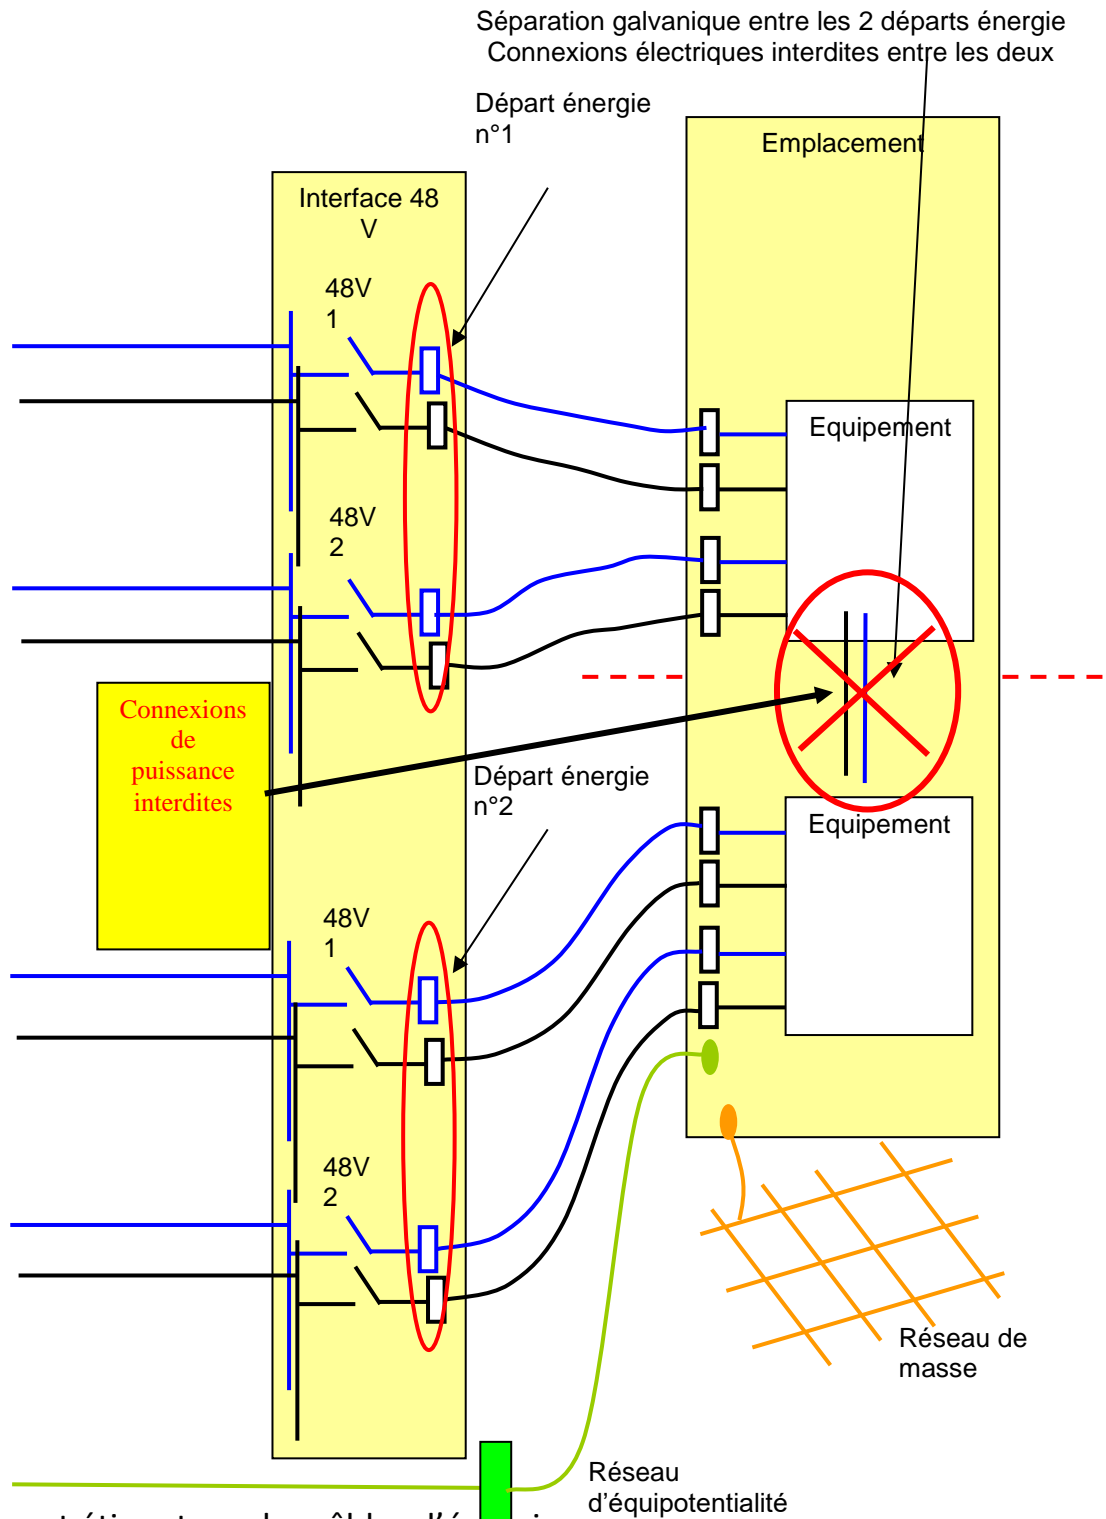 Séparation galvanique entre les 2 départs énergie
Connexions électriques interdites entre les deux
Départ énergie
n°1
Emplacement
Interface 48
V
48V
1
Equipement
48V
2
Connexions
de
puissance
interdites
Départ énergie
n°2
Equipement
48V
1
48V
2
Réseau de
masse
Réseau
d'équipotentialité